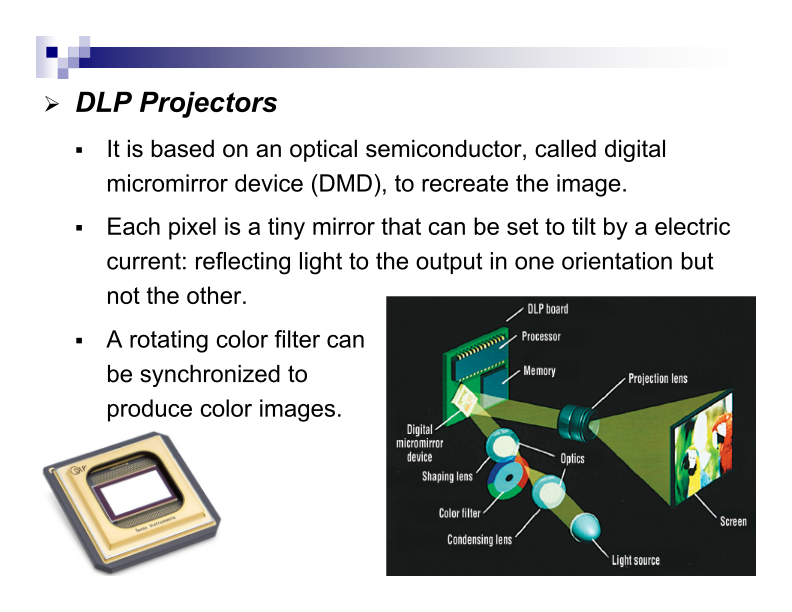 DLP Projectors
It is based on an optical semiconductor, called digital
micromirror device (DMD), to recreate the image.
Each pixel is a tiny mirror that can be set to tilt by a electric
current: reflecting light to the output in one orientation but
not the other.
A rotating color filter can
be synchronized to
produce color images.
DLP board
Processor
Memory
Projection lens
Digital
micromirror
device
Shaping lens
Optics
Color filter
Condensing lens
Screen
Light source
DLP
Texas Instruments